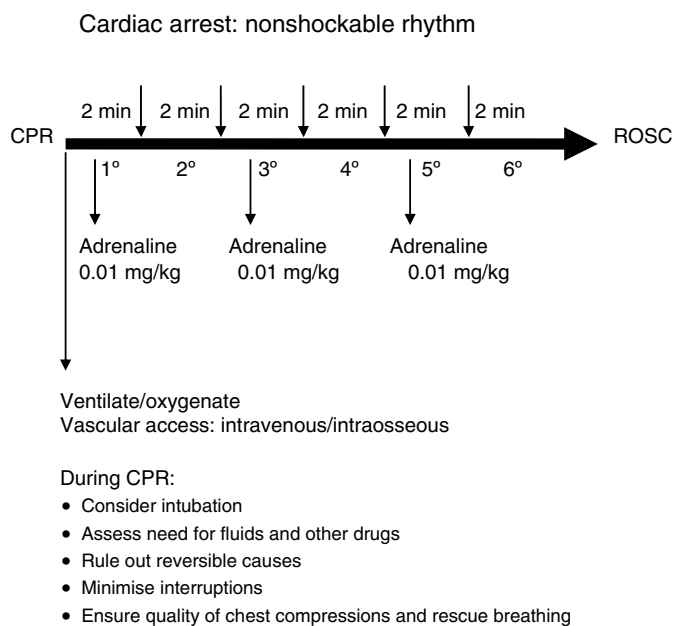 Cardiac arrest: nonshockable rhythm
2 min 2 min 2 min 2 min 2 min 2 min
CPR ROSC
1º 2º 3º 4º 5º 6º
Adrenaline Adrenaline Adrenaline
0.01 mg/kg 0.01 mg/kg 0.01 mg/kg
Ventilate/oxygenate
Vascular access: intravenous/intraosseous
During CPR:
• Consider intubation
• Assess need for fluids and other drugs
• Rule out reversible causes
• Minimise interruptions
• Ensure quality of chest compressions and rescue breathing